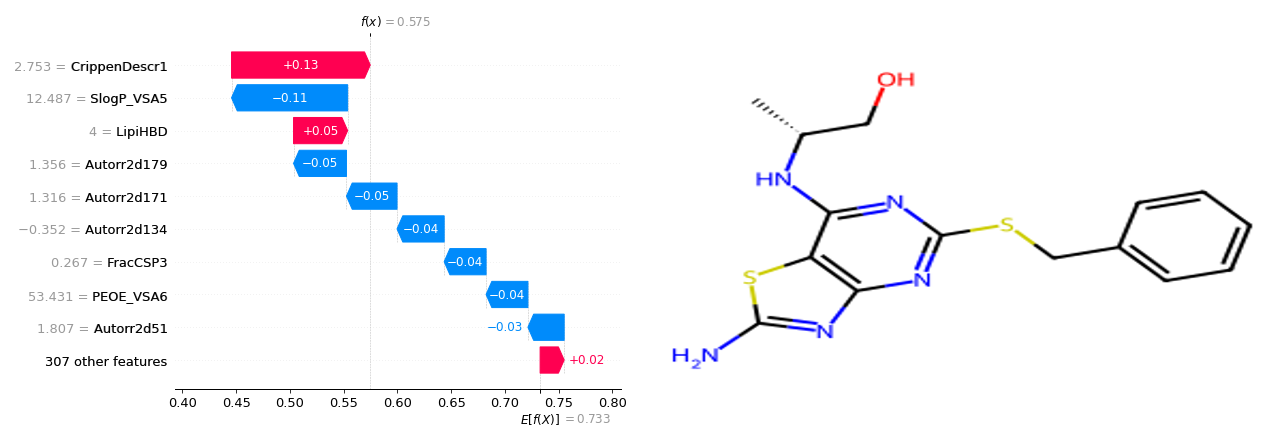 f(x) = 0.575
2.753 = CrippenDescr1
+0.13
12.487 = SlogP_VSA5
−0.11
4 = LipiHBD
+0.05
1.356 = Autorr2d179
−0.05
1.316 = Autorr2d171
−0.05
−0.352 = Autorr2d134
−0.04
0.267 = FracCSP3
−0.04
53.431 = PEOE_VSA6
−0.04
1.807 = Autorr2d51
−0.03
307 other features
+0.02
0.40 0.45 0.50 0.55 0.60 0.65 0.70 0.75 0.80
E[f(X)] = 0.733
OH
HN
N
S
N
S
N
H2N